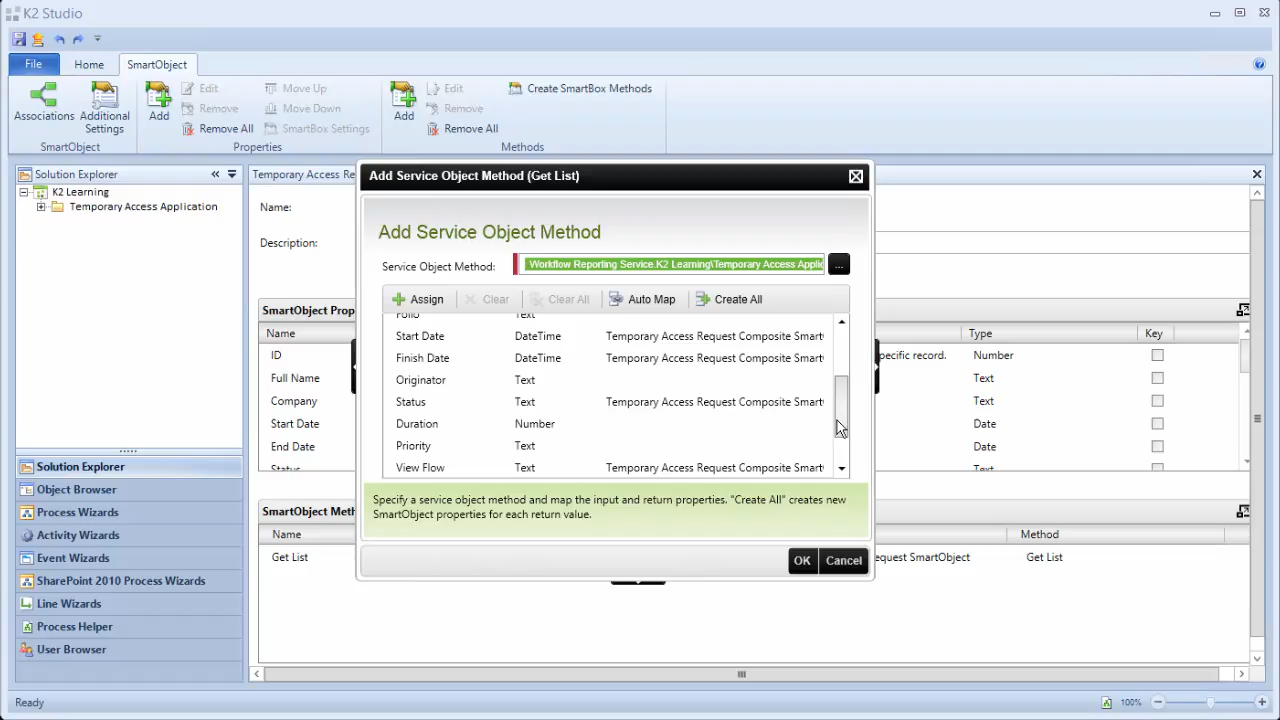 K2 Studio
File Home SmartObject
Edit Move Up Edit Create SmartBox Methods
Remove Move Down Remove
Associations Additional Settings Add Remove All SmartBox Settings Add Remove All
SmartObject Properties Methods
Solution Explorer
K2 Learning
Temporary Access Application
Temporary Access Re
Name:
Description:
SmartObject Prop
Name Type Key
ID pecific record. Number
Full Name Text
Company Text
Start Date Date
End Date Date
Status Text
SmartObject Meth
Name Method
Get List equest SmartObject Get List
Add Service Object Method (Get List)
Add Service Object Method
Service Object Method: Workflow Reporting Service.K2 Learning\Temporary Access Applic ...
Assign Clear Clear All Auto Map Create All
Folio Text
Start Date DateTime Temporary Access Request Composite Smart
Finish Date DateTime Temporary Access Request Composite Smart
Originator Text
Status Text Temporary Access Request Composite Smart
Duration Number
Priority Text
View Flow Text Temporary Access Request Composite Smart
Specify a service object method and map the input and return properties. "Create All" creates new
SmartObject properties for each return value.
OK Cancel
Solution Explorer
Object Browser
Process Wizards
Activity Wizards
Event Wizards
SharePoint 2010 Process Wizards
Line Wizards
Process Helper
User Browser
Ready 100%